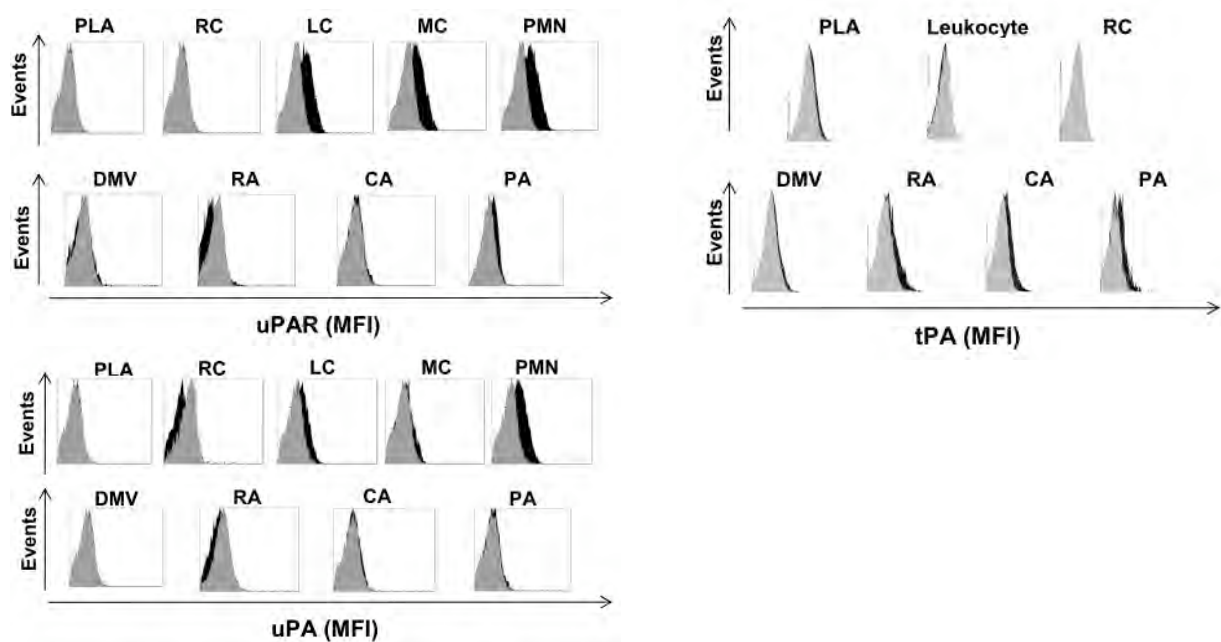 PLA RC LC MC PMN
Events
DMV RA CA PA
Events
uPAR (MFI)
PLA RC LC MC PMN
Events
DMV RA CA PA
Events
uPA (MFI)
PLA Leukocyte RC
Events
DMV RA CA PA
Events
tPA (MFI)